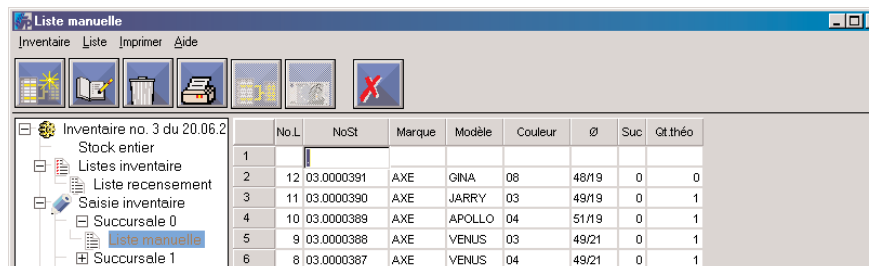 Liste manuelle
Inventaire Liste Imprimer Aide
Inventaire no. 3 du 20.06.2
Stock entier
Listes inventaire
Liste recensement
Saisie inventaire
Succursale 0
Liste manuelle
Succursale 1
No.L NoSt Marque Modèle Couleur Ø Suc Qt.théo
1
2 12 03.0000391 AXE GINA 08 48/19 0 0
3 11 03.0000390 AXE JARRY 03 49/19 0 1
4 10 03.0000389 AXE APOLLO 04 51/19 0 1
5 9 03.0000388 AXE VENUS 03 49/21 0 1
6 8 03.0000387 AXE VENUS 04 49/21 0 1